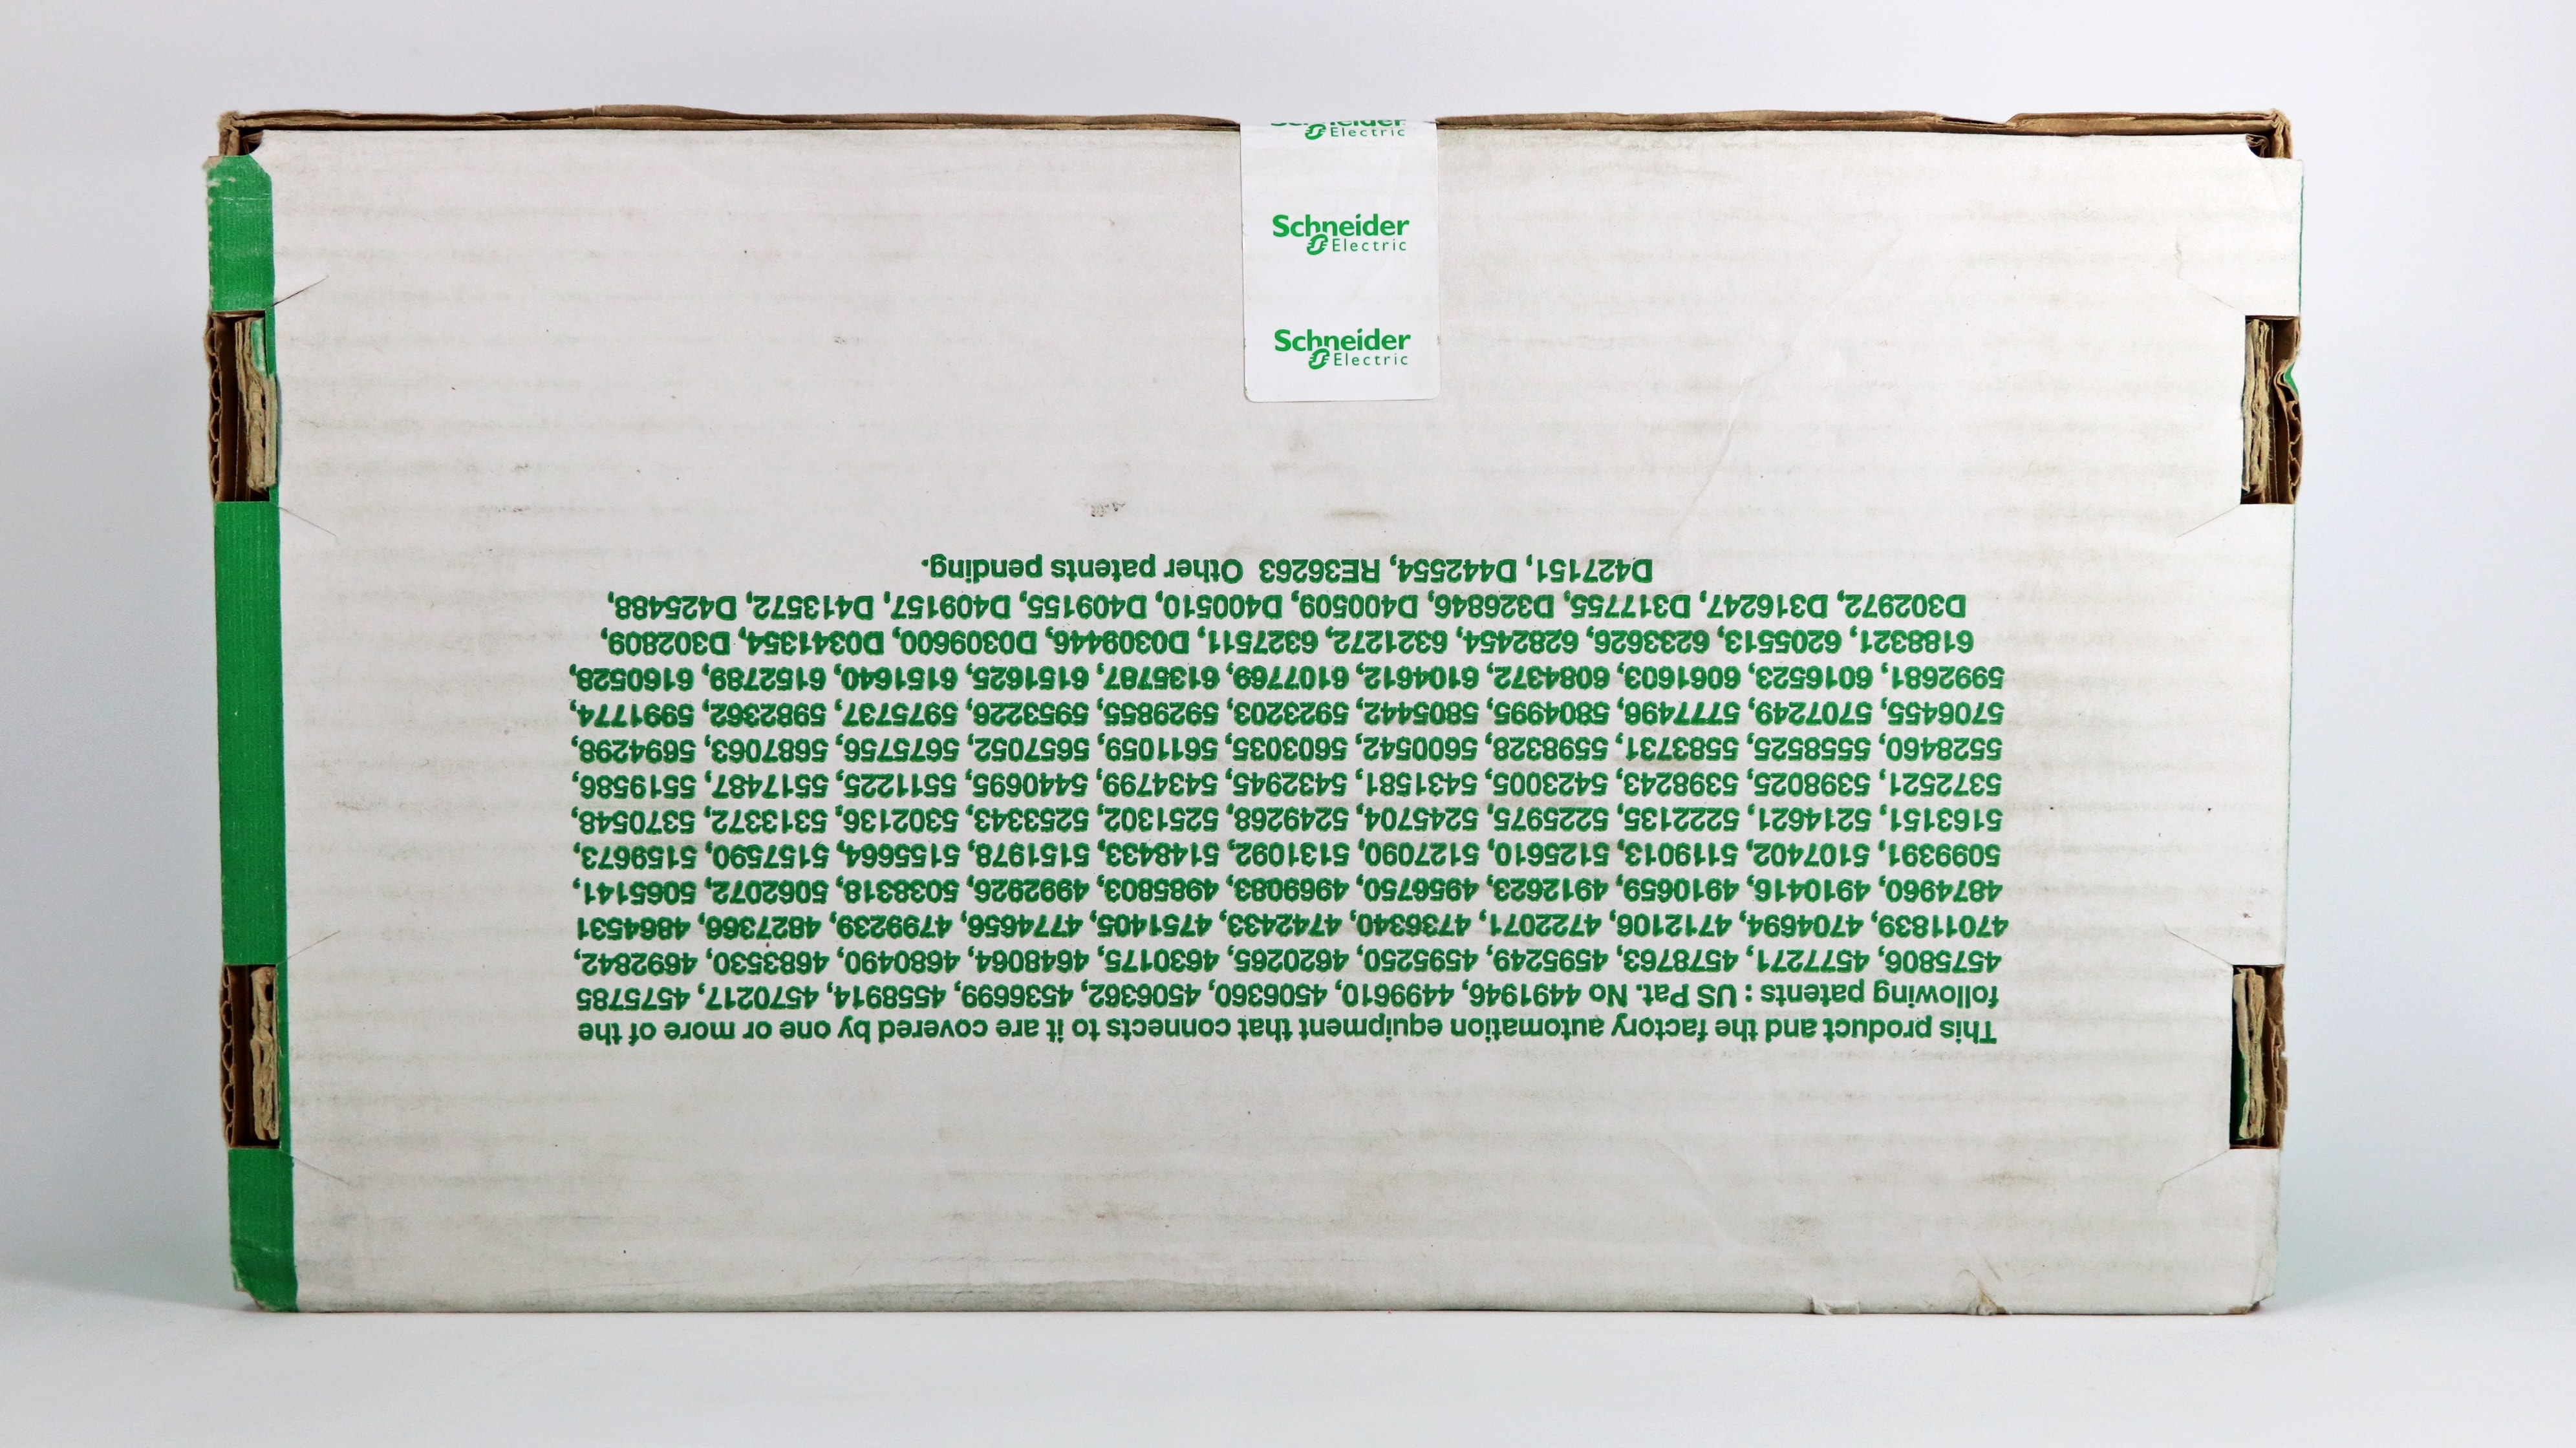 Schneider
Electric
Schneider
Electric
Schneider
Electric
This product and the factory automation equipment that connects to it are covered by one or more of the
following patents : US Pat. No 4491946, 4499610, 4506360, 4506362, 4536699, 4558914, 4570217, 4575785
4575806, 4577271, 4578763, 4595249, 4595250, 4620265, 4630175, 4648064, 4680490, 4683530, 4692842,
47011839, 4704694, 4712106, 4722071, 4736340, 4742433, 4751405, 4774656, 4799239, 4827366, 4864531
4874960, 4910416, 4910659, 4912623, 4956750, 4969083, 4985803, 4992926, 5038318, 5062072, 5065141,
5099391, 5107402, 5119013, 5125610, 5127090, 5131092, 5148433, 5151978, 5155664, 5157590, 5159673,
5163151, 5214621, 5222135, 5225975, 5245704, 5249268, 5251302, 5253343, 5302136, 5313372, 5370548,
5372521, 5398025, 5398243, 5423005, 5431581, 5432945, 5434799, 5440695, 5511225, 5517487, 5519586,
5528460, 5558525, 5583731, 5598328, 5600542, 5603035, 5611059, 5657052, 5675756, 5687063, 5694298,
5706455, 5707249, 5777496, 5804995, 5805442, 5923203, 5929855, 5953226, 5975737, 5982362, 5991774,
5992681, 6016523, 6061603, 6084372, 6104612, 6107769, 6135787, 6151625, 6151640, 6152789, 6160528,
6188321, 6205513, 6233626, 6282454, 6321272, 6327511, D0309446, D0309600, D0341354, D302809,
D302972, D316247, D317755, D326846, D400509, D400510, D409155, D409157, D413572, D425488,
D427151, D442554, RE36263 Other patents pending.